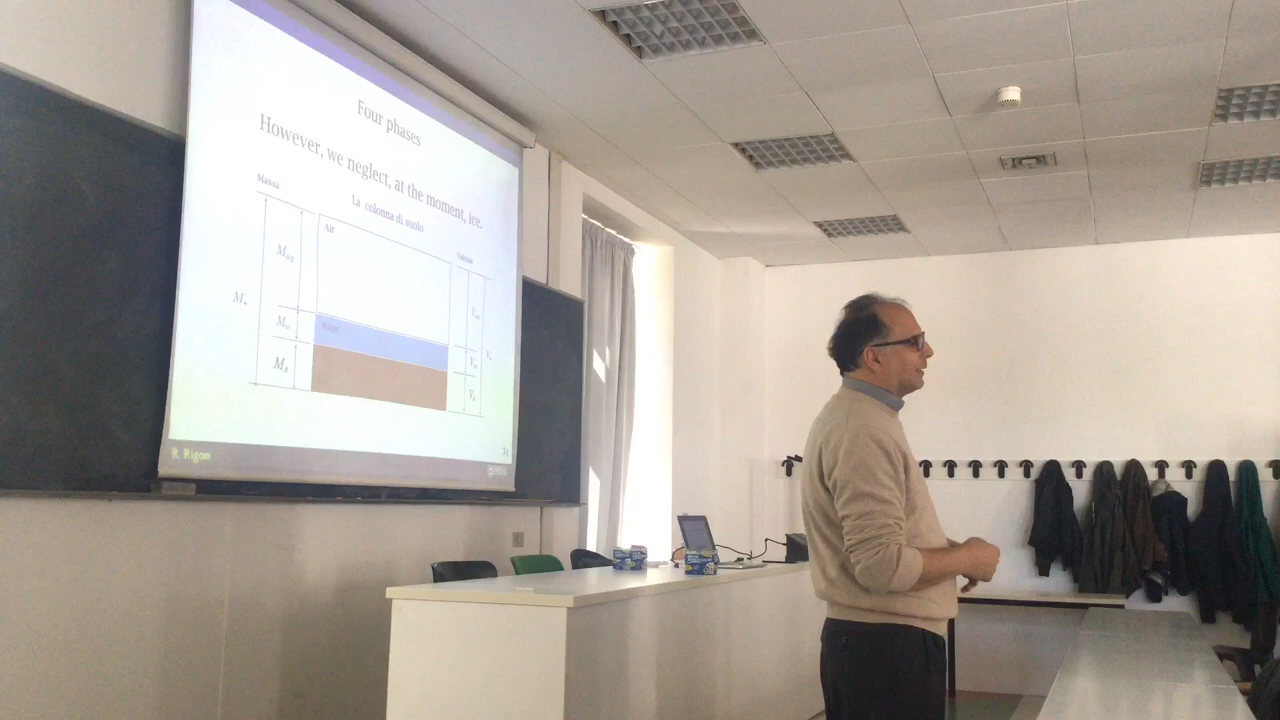 Four phases
However, we neglect, at the moment, ice.
Massa
La colonna di suolo
Volume
Air
Water
M
M
M
V
V
V
R. Rigon